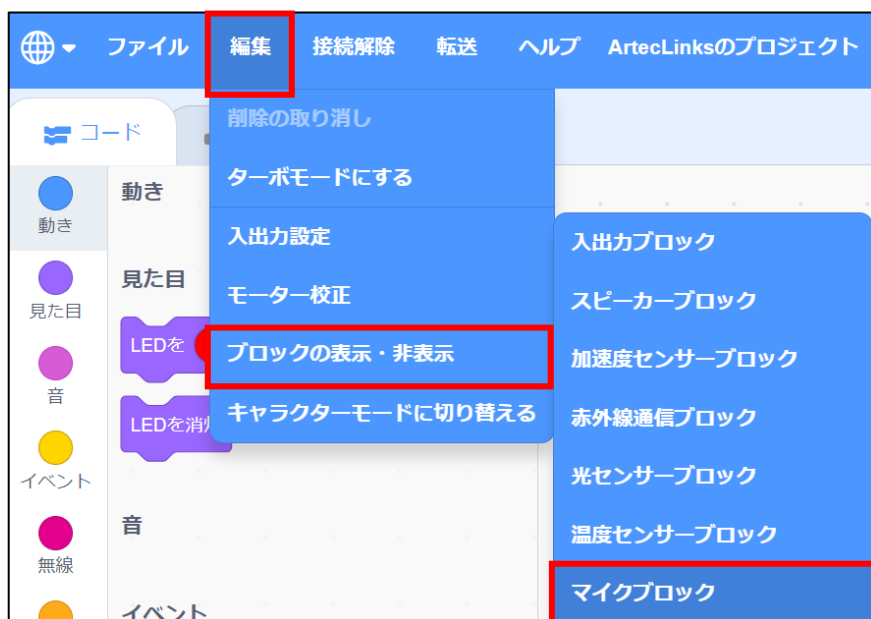 ファイル 編集 接続解除 転送 ヘルプ ArtecLinksのプロジェクト
コード
削除の取り消し
ターボモードにする
入出力設定
モーター校正
ブロックの表示・非表示
キャラクターモードに切り替える
入出力ブロック
スピーカーブロック
加速度センサーブロック
赤外線通信ブロック
光センサーブロック
温度センサーブロック
マイクブロック
動き
見た目
音
イベント
無線
動き
見た目
LEDを
LEDを消
音
イベント